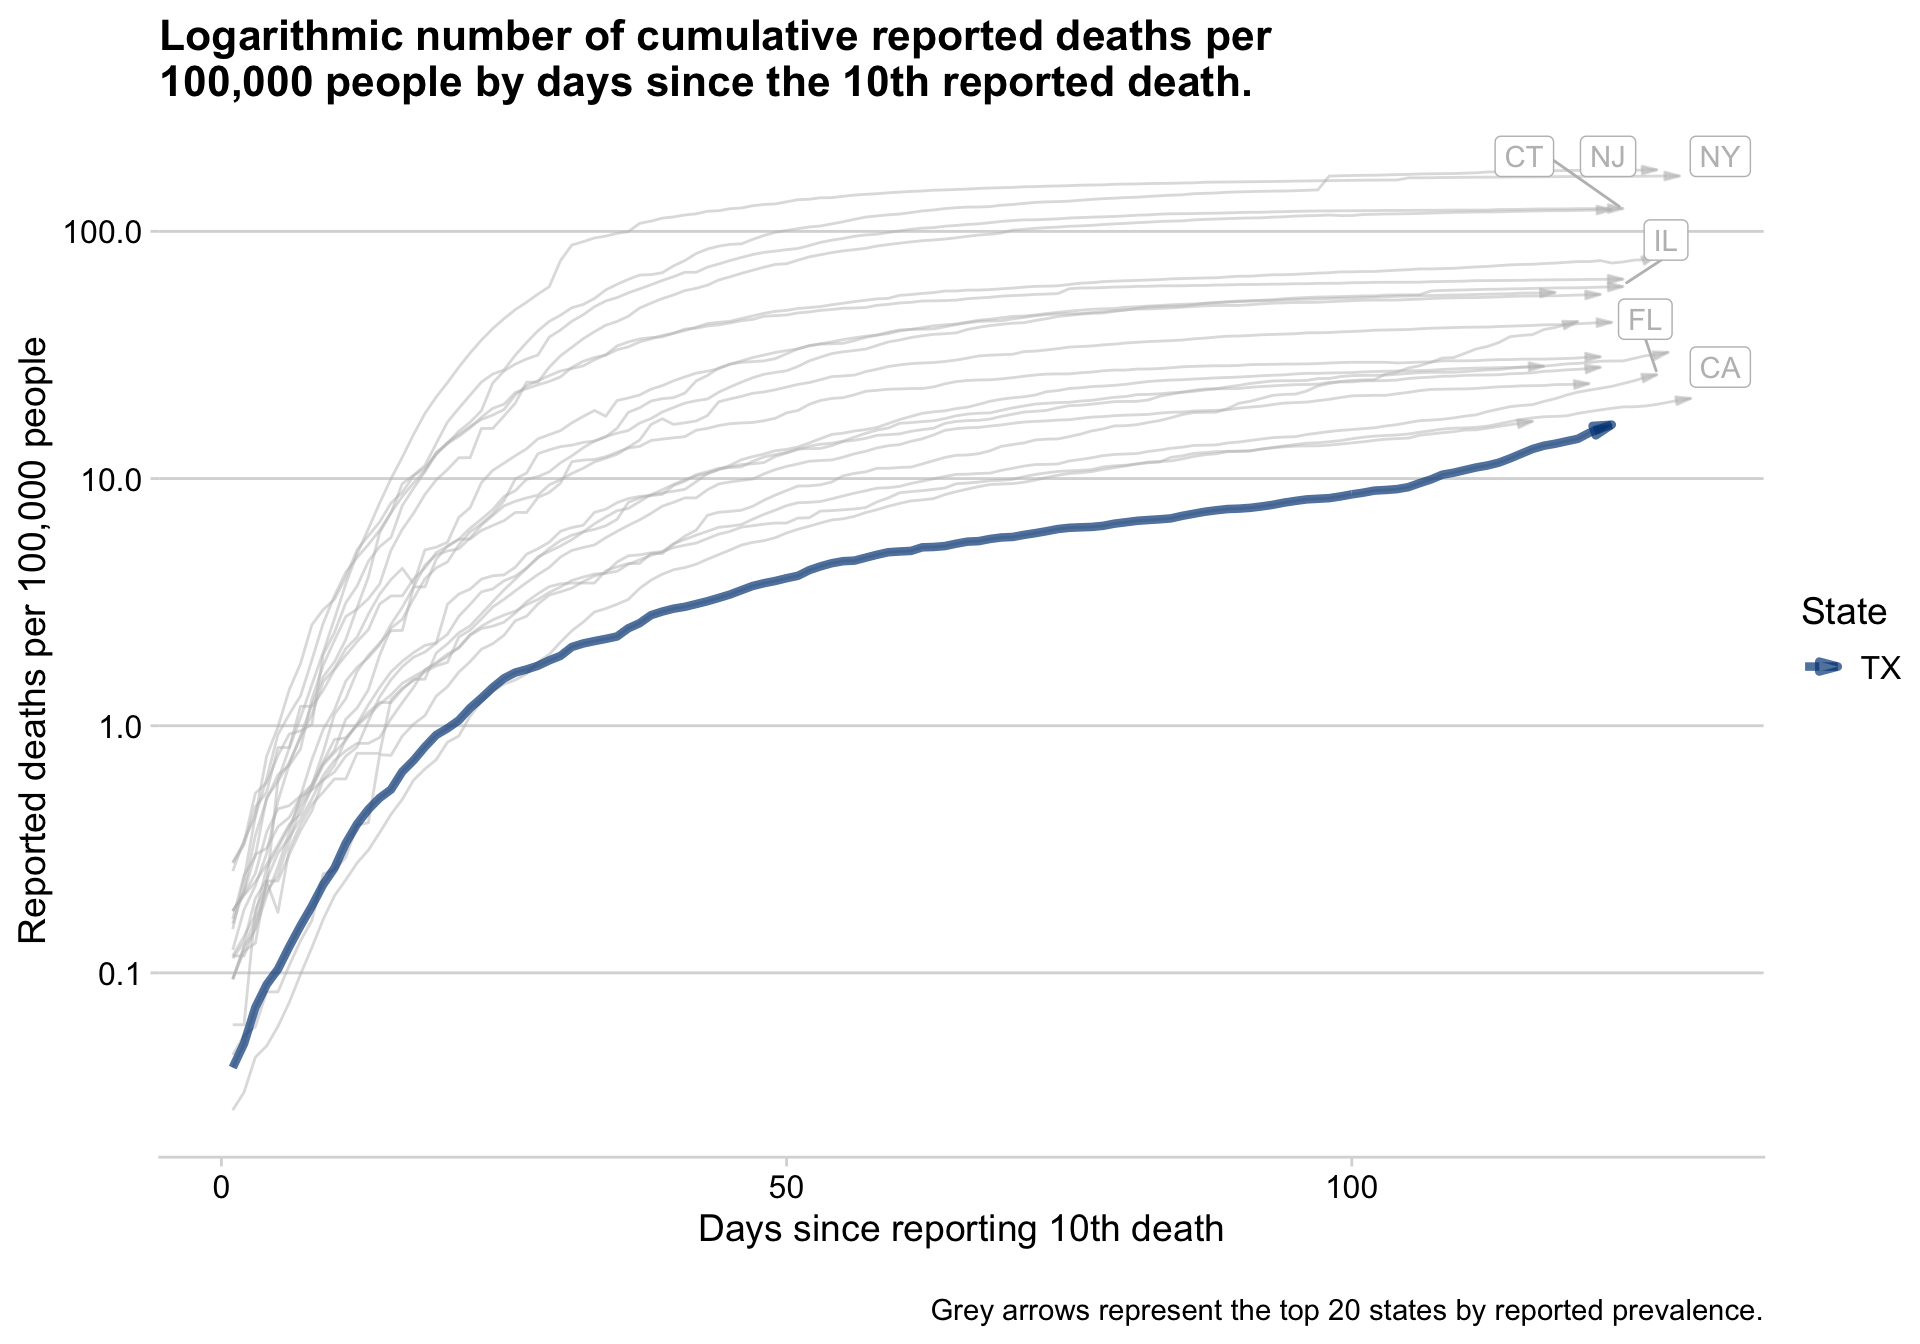 Logarithmic number of cumulative reported deaths per
100,000 people by days since the 10th reported death.
CT NJ NY
IL
FL
CA
100.0
10.0
1.0
0.1
Reported deaths per 100,000 people
State
TX
0 50 100
Days since reporting 10th death
Grey arrows represent the top 20 states by reported prevalence.